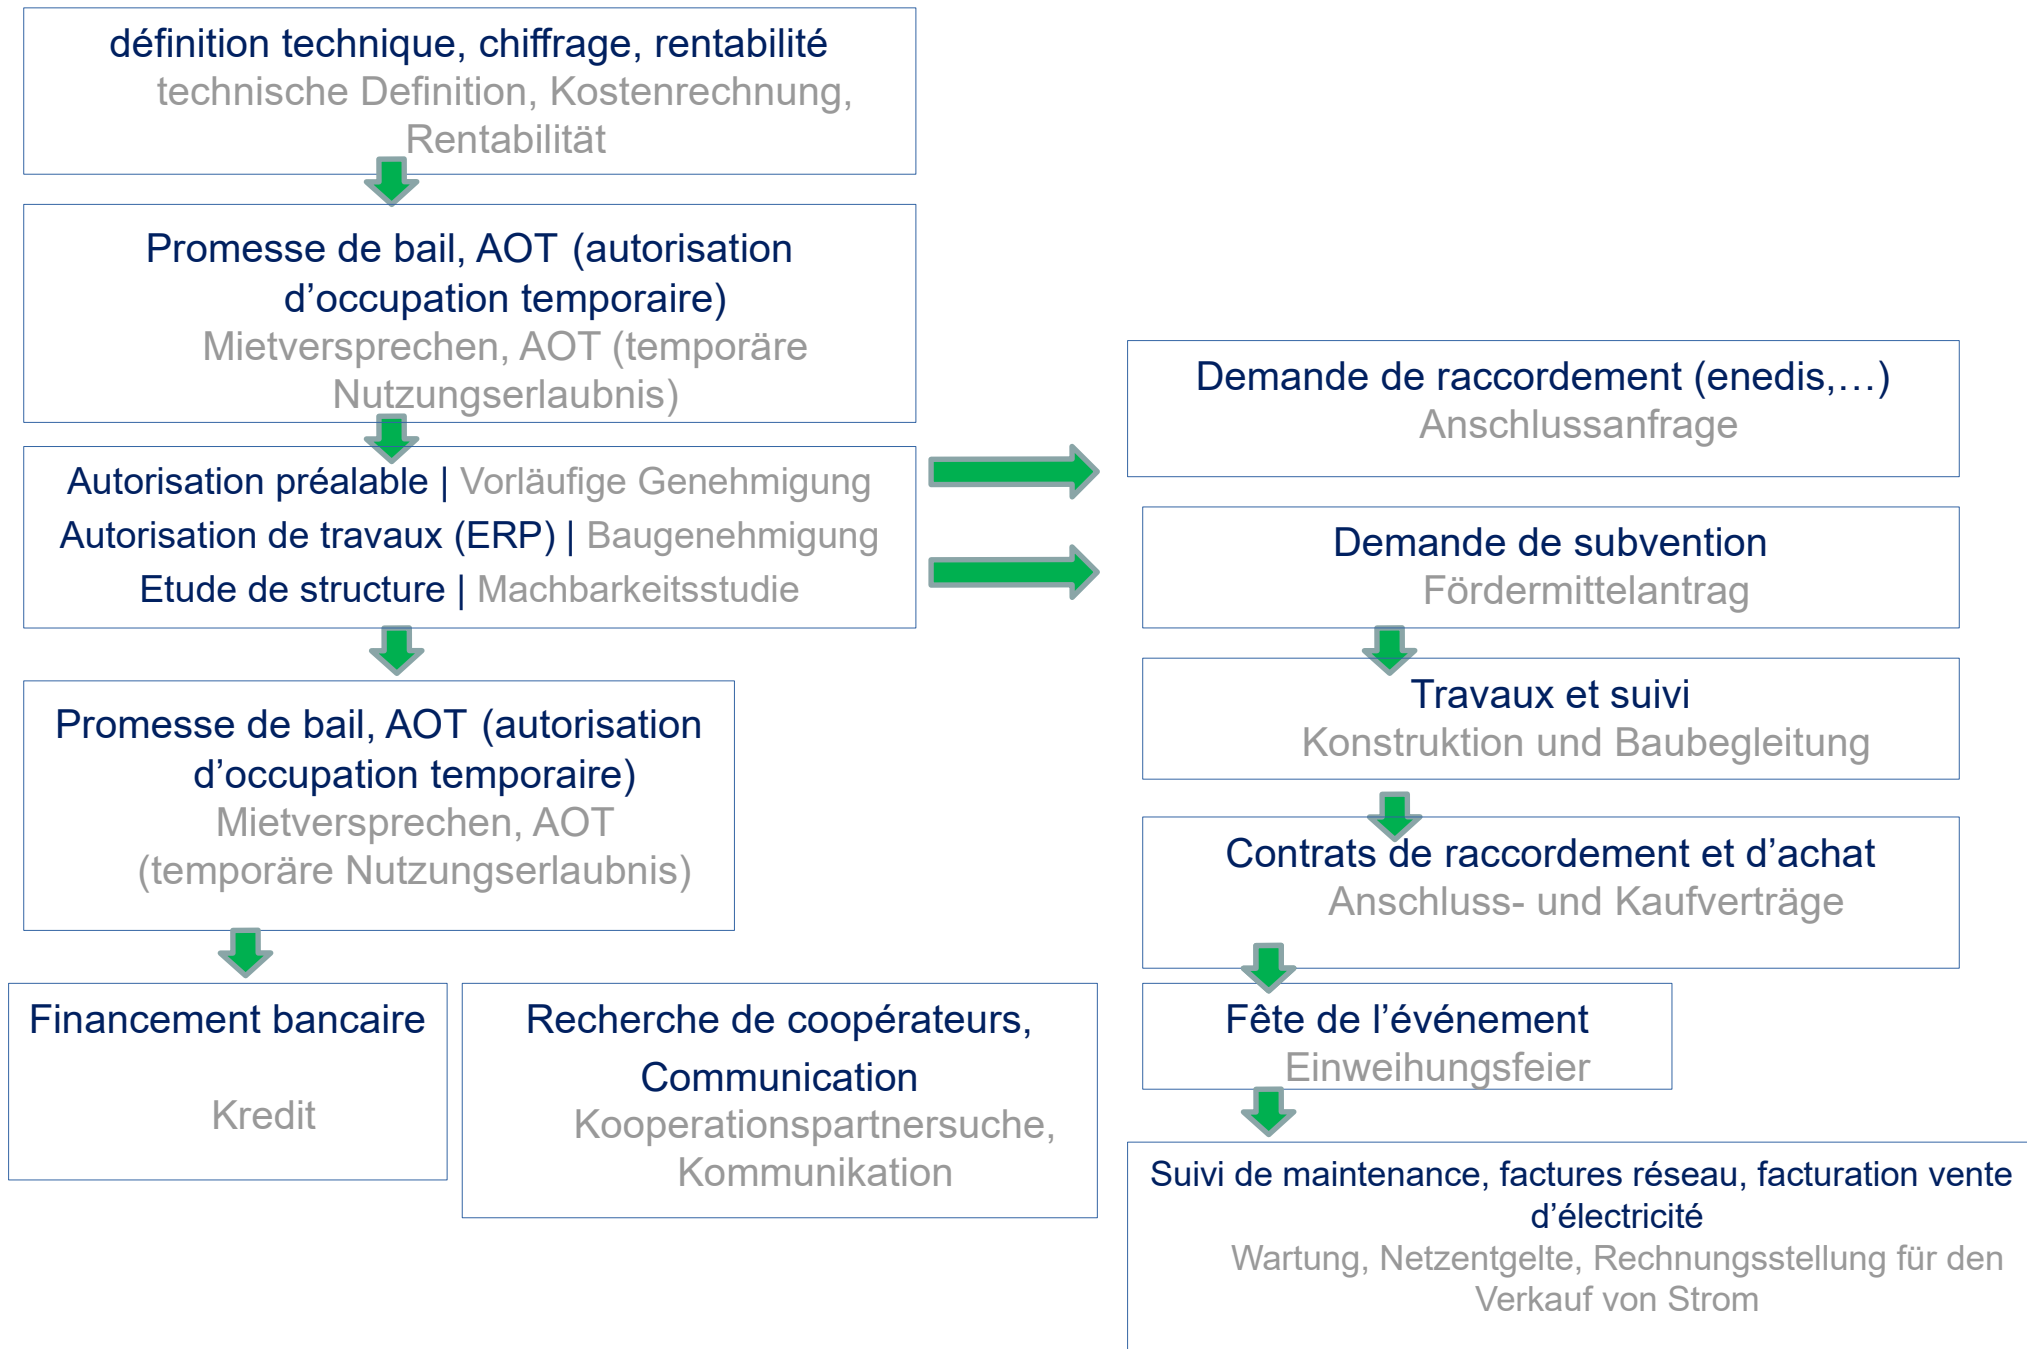 définition technique, chiffrage, rentabilité
technische Definition, Kostenrechnung,
Rentabilität
Promesse de bail, AOT (autorisation
d’occupation temporaire)
Mietversprechen, AOT (temporäre
Nutzungserlaubnis)
Autorisation préalable | Vorläufige Genehmigung
Autorisation de travaux (ERP) | Baugenehmigung
Etude de structure | Machbarkeitsstudie
Promesse de bail, AOT (autorisation
d’occupation temporaire)
Mietversprechen, AOT
(temporäre Nutzungserlaubnis)
Financement bancaire
Kredit
Recherche de coopérateurs,
Communication
Kooperationspartnersuche,
Kommunikation
Demande de raccordement (enedis,…)
Anschlussanfrage
Demande de subvention
Fördermittelantrag
Travaux et suivi
Konstruktion und Baubegleitung
Contrats de raccordement et d’achat
Anschluss- und Kaufverträge
Fête de l’événement
Einweihungsfeier
Suivi de maintenance, factures réseau, facturation vente
d’électricité
Wartung, Netzentgelte, Rechnungsstellung für den
Verkauf von Strom